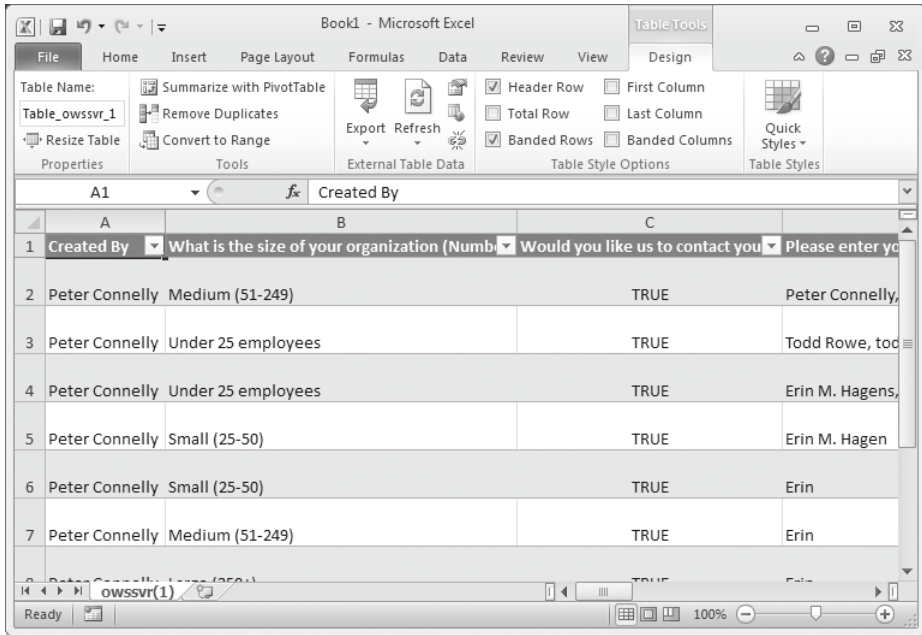 Book1 - Microsoft Excel
Table Tools
File Home Insert Page Layout Formulas Data Review View Design
Table Name: Summarize with PivotTable Header Row First Column
Table_owssvr_1 Remove Duplicates Export Refresh Total Row Last Column Quick Styles
Resize Table Convert to Range Banded Rows Banded Columns
Properties Tools External Table Data Table Style Options Table Styles
A1 fx Created By
A B C
1 Created By What is the size of your organization (Numb Would you like us to contact you Please enter yo
2 Peter Connelly Medium (51-249) TRUE Peter Connelly,
3 Peter Connelly Under 25 employees TRUE Todd Rowe, tod
4 Peter Connelly Under 25 employees TRUE Erin M. Hagens,
5 Peter Connelly Small (25-50) TRUE Erin M. Hagen
6 Peter Connelly Small (25-50) TRUE Erin
7 Peter Connelly Medium (51-249) TRUE Erin
owssvr(1)
Ready 100%